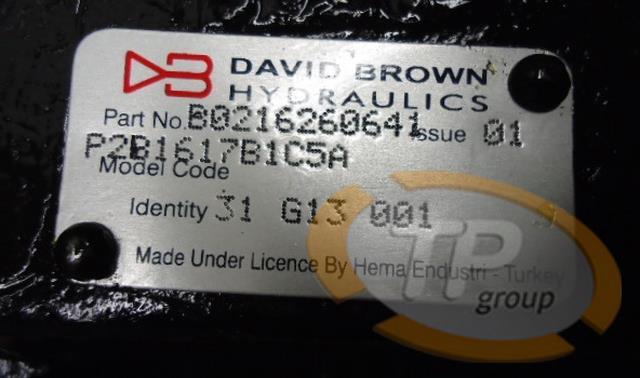 DB DAVID BROWN
HYDRAULICS
Part No. B0216260641 Issue 01
P2B1617B1C5A
Model Code
Identity 31 G13 001
Made Under Licence By Hema Endustri - Turkey
TP
group